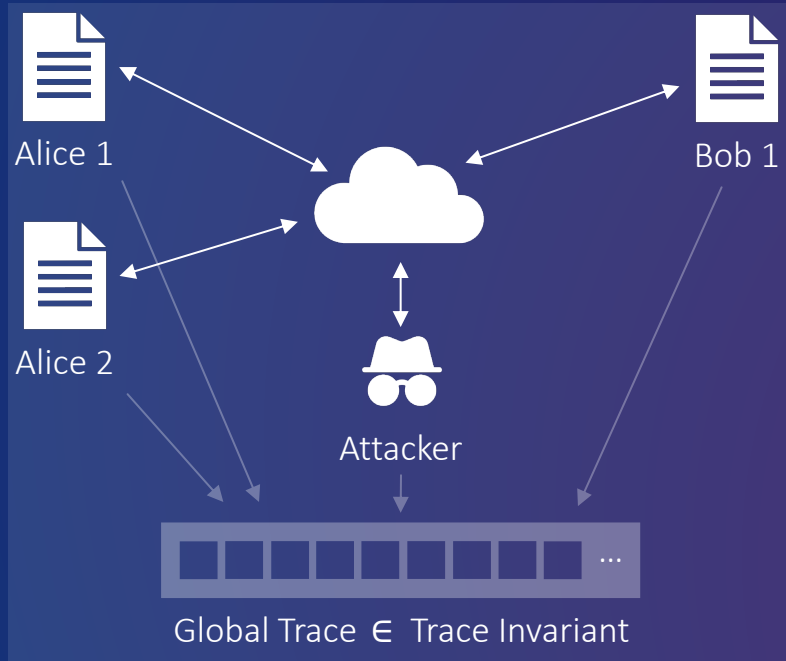 Alice 1
Bob 1
Alice 2
Attacker
...
Global Trace ∈ Trace Invariant